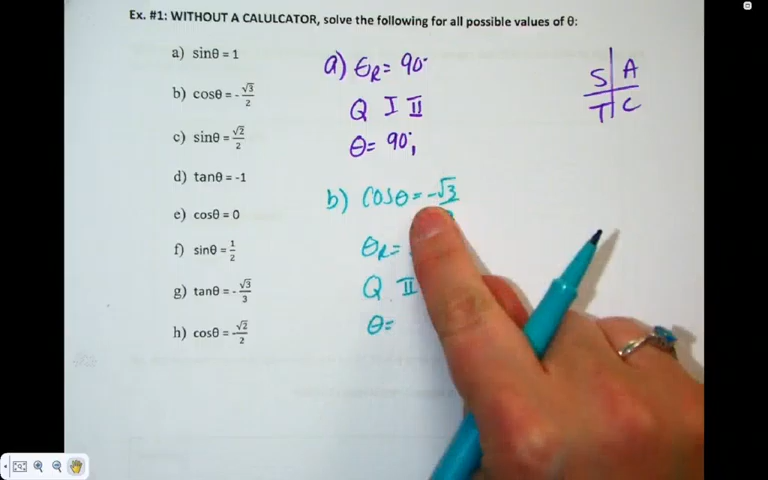 Ex. #1: WITHOUT A CALULCATOR, solve the following for all possible values of θ:
a) sinθ = 1
b) cosθ = -√3/2
c) sinθ = √2/2
d) tanθ = -1
e) cosθ = 0
f) sinθ = 1/2
g) tanθ = -√3/3
h) cosθ = -√2/2
a) θR = 90°
Q I II
θ = 90°,
b) cosθ = -√3
θR =
Q II
θ =
S A
T C